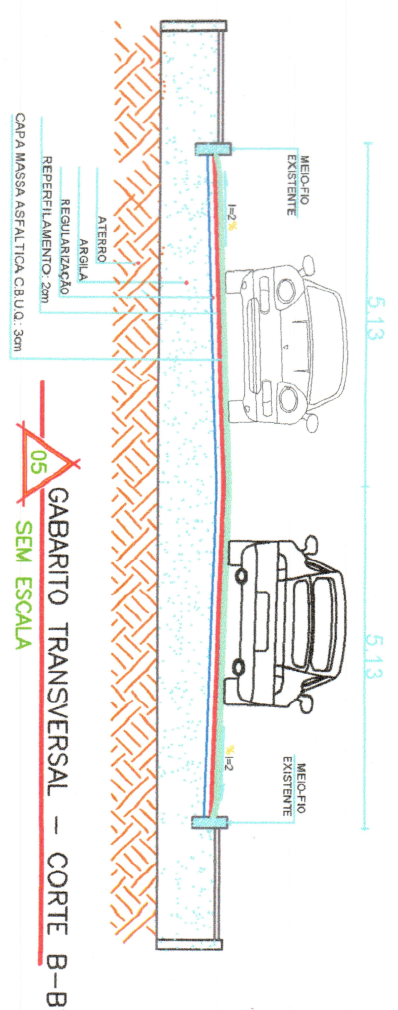 5.13
5.13
MEIO-FIO
EXISTENTE
MEIO-FIO
EXISTENTE
i=2%
% i=2
ATERRO
ARGILA
REGULARIZAÇÃO
REPERFILAMENTO: 2cm
CAPA MASSA ASFALTICA C.B.U.Q.: 3cm
05
GABARITO TRANSVERSAL – CORTE B-B
SEM ESCALA